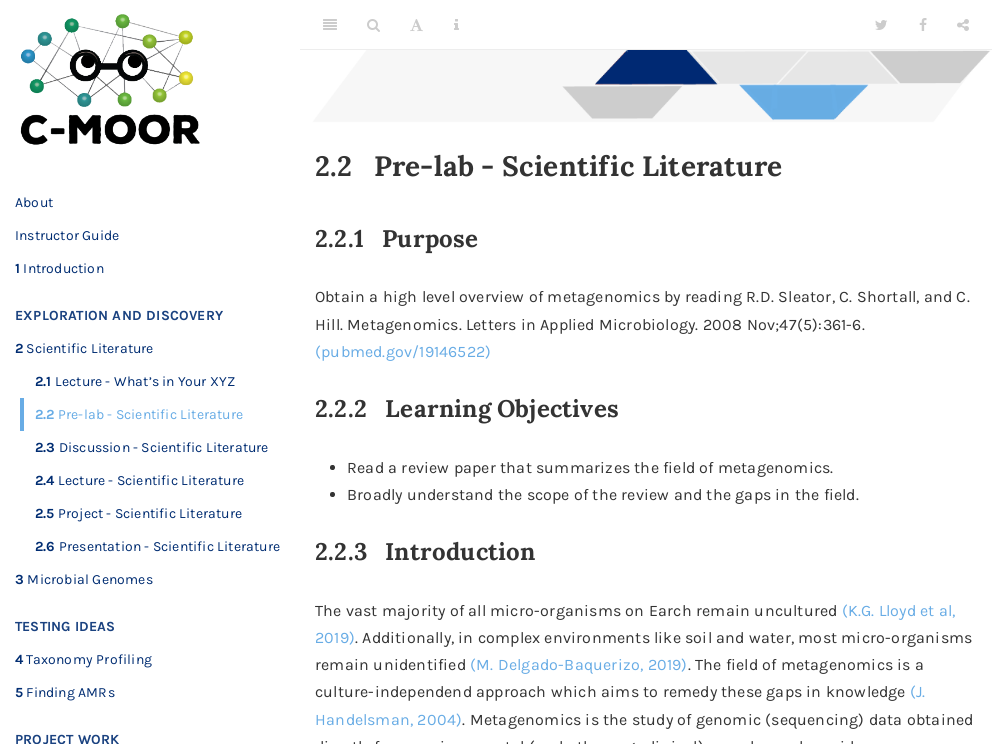 C-MOOR
About
Instructor Guide
1 Introduction
EXPLORATION AND DISCOVERY
2 Scientific Literature
2.1 Lecture - What's in Your XYZ
2.2 Pre-lab - Scientific Literature
2.3 Discussion - Scientific Literature
2.4 Lecture - Scientific Literature
2.5 Project - Scientific Literature
2.6 Presentation - Scientific Literature
3 Microbial Genomes
TESTING IDEAS
4 Taxonomy Profiling
5 Finding AMRs
PROJECT WORK
2.2 Pre-lab - Scientific Literature
2.2.1 Purpose
Obtain a high level overview of metagenomics by reading R.D. Sleator, C. Shortall, and C.
Hill. Metagenomics. Letters in Applied Microbiology. 2008 Nov;47(5):361-6.
(pubmed.gov/19146522)
2.2.2 Learning Objectives
• Read a review paper that summarizes the field of metagenomics.
• Broadly understand the scope of the review and the gaps in the field.
2.2.3 Introduction
The vast majority of all micro-organisms on Earch remain uncultured (K.G. Lloyd et al,
2019). Additionally, in complex environments like soil and water, most micro-organisms
remain unidentified (M. Delgado-Baquerizo, 2019). The field of metagenomics is a
culture-independent approach which aims to remedy these gaps in knowledge (J.
Handelsman, 2004). Metagenomics is the study of genomic (sequencing) data obtained